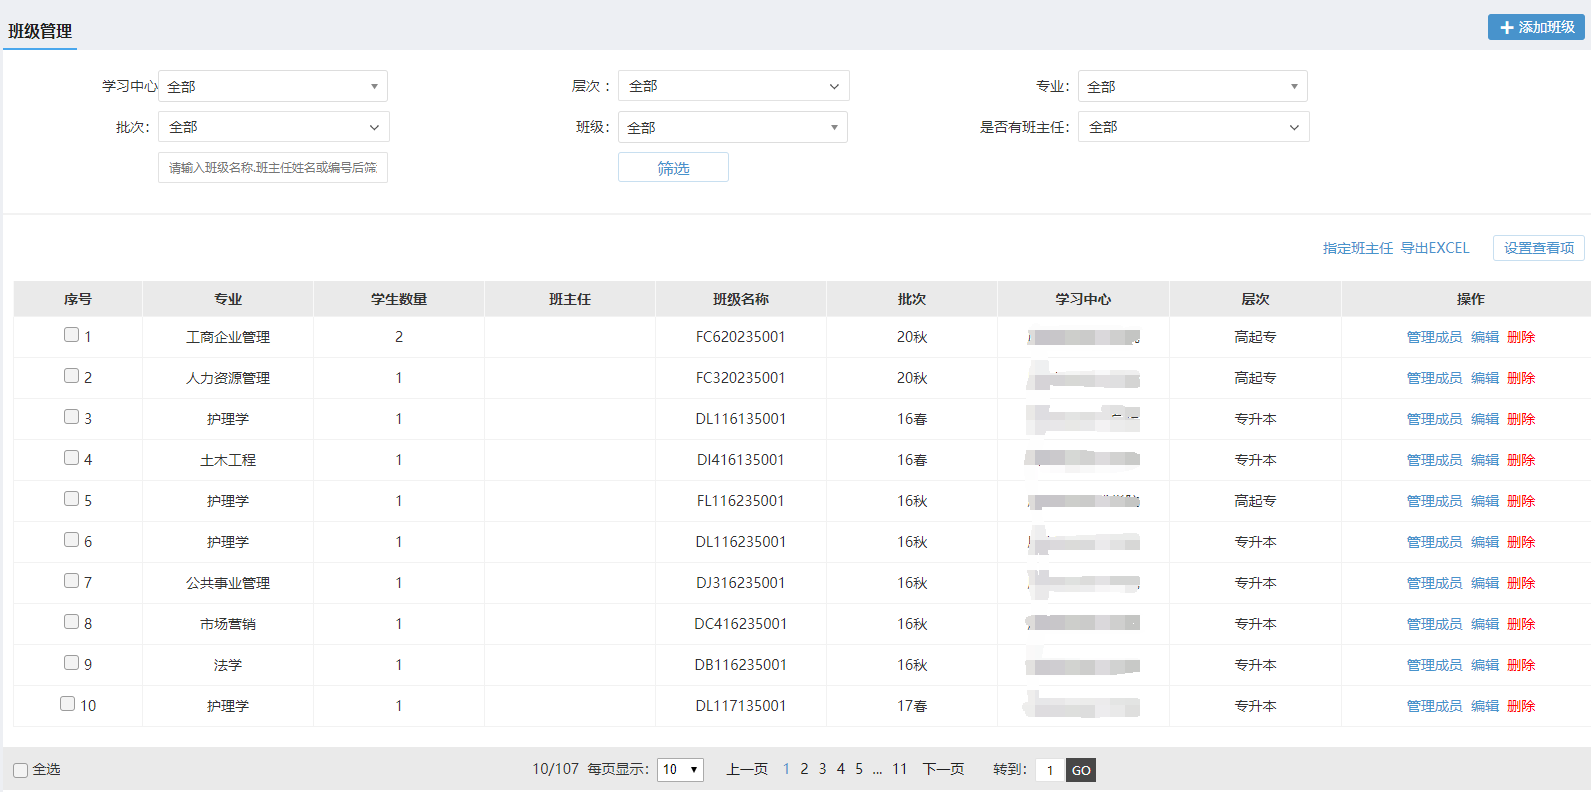 班级管理
添加班级
学习中心 全部 层次： 全部 专业： 全部
批次： 全部 班级： 全部 是否有班主任： 全部
请输入班级名称.班主任姓名或编号后筛 筛选
指定班主任 导出EXCEL 设置查看项
序号 专业 学生数量 班主任 班级名称 批次 学习中心 层次 操作
1 工商企业管理 2 FC620235001 20秋 高起专 管理成员 编辑 删除
2 人力资源管理 1 FC320235001 20秋 高起专 管理成员 编辑 删除
3 护理学 1 DL116135001 16春 专升本 管理成员 编辑 删除
4 土木工程 1 DI416135001 16春 专升本 管理成员 编辑 删除
5 护理学 1 FL116235001 16秋 高起专 管理成员 编辑 删除
6 护理学 1 DL116235001 16秋 专升本 管理成员 编辑 删除
7 公共事业管理 1 DJ316235001 16秋 专升本 管理成员 编辑 删除
8 市场营销 1 DC416235001 16秋 专升本 管理成员 编辑 删除
9 法学 1 DB116235001 16秋 专升本 管理成员 编辑 删除
10 护理学 1 DL117135001 17春 专升本 管理成员 编辑 删除
全选 10/107 每页显示： 10 上一页 1 2 3 4 5 ... 11 下一页 转到： 1 GO